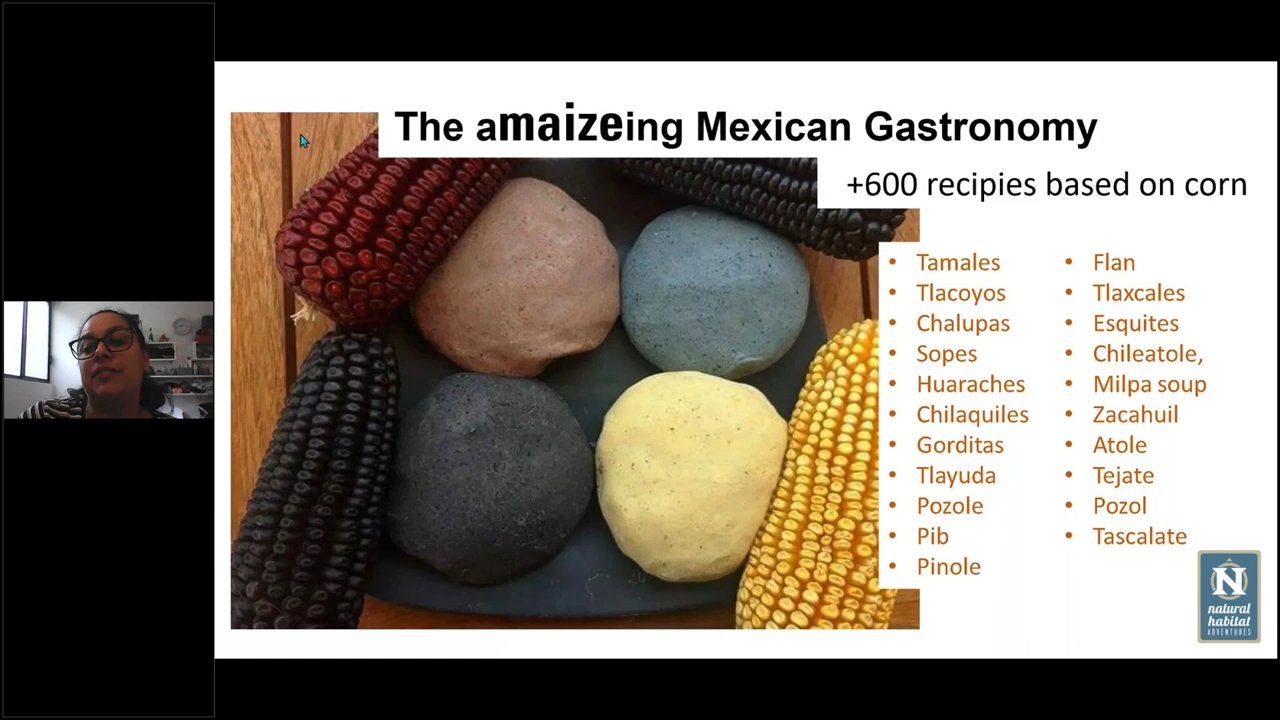 The amaizeing Mexican Gastronomy
+600 recipies based on corn
• Tamales
• Tlacoyos
• Chalupas
• Sopes
• Huaraches
• Chilaquiles
• Gorditas
• Tlayuda
• Pozole
• Pib
• Pinole
• Flan
• Tlaxcales
• Esquites
• Chileatole,
• Milpa soup
• Zacahuil
• Atole
• Tejate
• Pozol
• Tascalate
N
natural
habitat
ADVENTURES